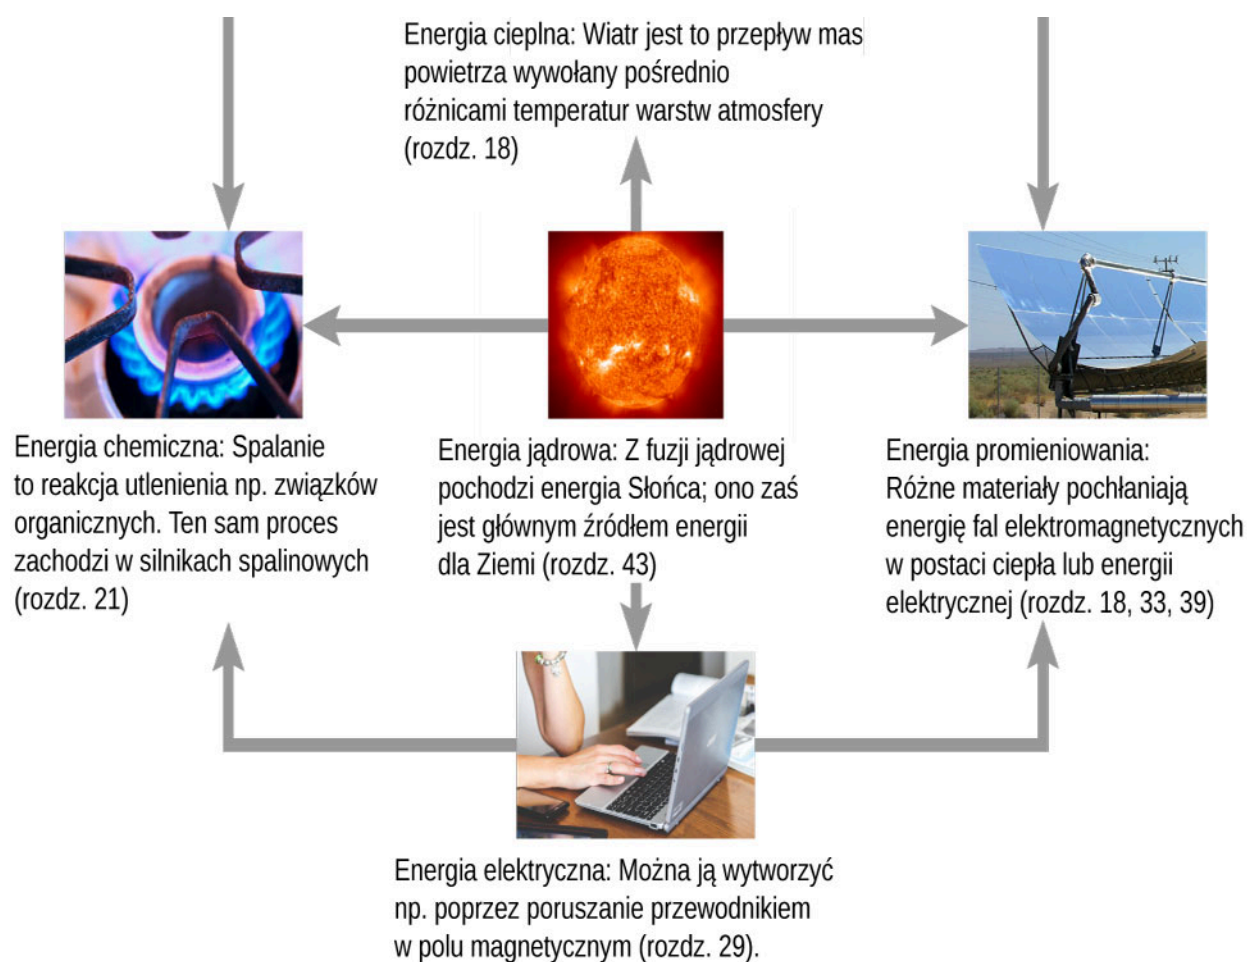 Energia cieplna: Wiatr jest to przepływ mas
powietrza wywołany pośrednio
różnicami temperatur warstw atmosfery
(rozdz. 18)
Energia chemiczna: Spalanie
to reakcja utlenienia np. związków
organicznych. Ten sam proces
zachodzi w silnikach spalinowych
(rozdz. 21)
Energia jądrowa: Z fuzji jądrowej
pochodzi energia Słońca; ono zaś
jest głównym źródłem energii
dla Ziemi (rozdz. 43)
Energia promieniowania:
Różne materiały pochłaniają
energię fal elektromagnetycznych
w postaci ciepła lub energii
elektrycznej (rozdz. 18, 33, 39)
Energia elektryczna: Można ją wytworzyć
np. poprzez poruszanie przewodnikiem
w polu magnetycznym (rozdz. 29).